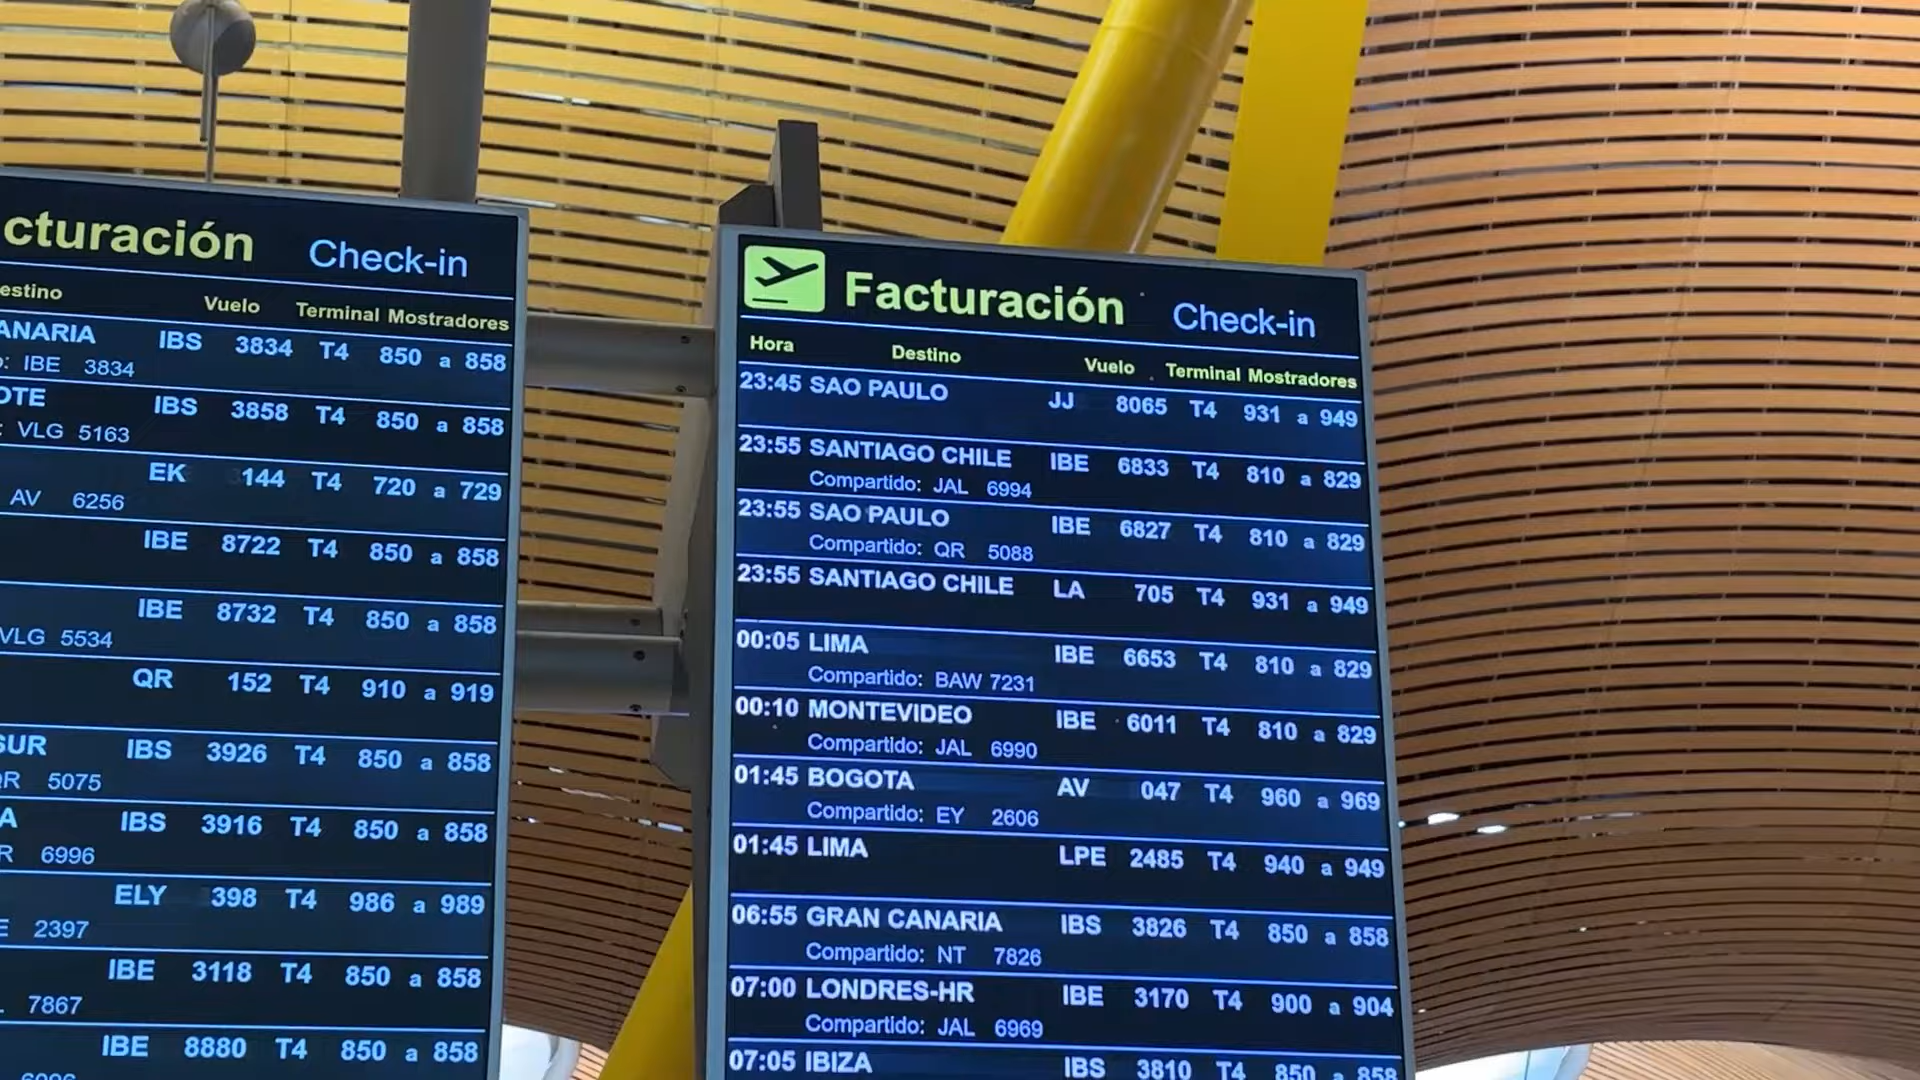 cturación Check-in
estino Vuelo Terminal Mostradores
ANARIA IBS 3834 T4 850 a 858
: IBE 3834
OTE IBS 3858 T4 850 a 858
: VLG 5163
EK 144 T4 720 a 729
AV 6256
IBE 8722 T4 850 a 858
IBE 8732 T4 850 a 858
VLG 5534
QR 152 T4 910 a 919
SUR IBS 3926 T4 850 a 858
QR 5075
A IBS 3916 T4 850 a 858
R 6996
ELY 398 T4 986 a 989
E 2397
IBE 3118 T4 850 a 858
7867
IBE 8880 T4 850 a 858
Facturación Check-in
Hora Destino Vuelo Terminal Mostradores
23:45 SAO PAULO JJ 8065 T4 931 a 949
23:55 SANTIAGO CHILE IBE 6833 T4 810 a 829
Compartido: JAL 6994
23:55 SAO PAULO IBE 6827 T4 810 a 829
Compartido: QR 5088
23:55 SANTIAGO CHILE LA 705 T4 931 a 949
00:05 LIMA IBE 6653 T4 810 a 829
Compartido: BAW 7231
00:10 MONTEVIDEO IBE 6011 T4 810 a 829
Compartido: JAL 6990
01:45 BOGOTA AV 047 T4 960 a 969
Compartido: EY 2606
01:45 LIMA LPE 2485 T4 940 a 949
06:55 GRAN CANARIA IBS 3826 T4 850 a 858
Compartido: NT 7826
07:00 LONDRES-HR IBE 3170 T4 900 a 904
Compartido: JAL 6969
07:05 IBIZA IBS 3810 T4 850 a 858